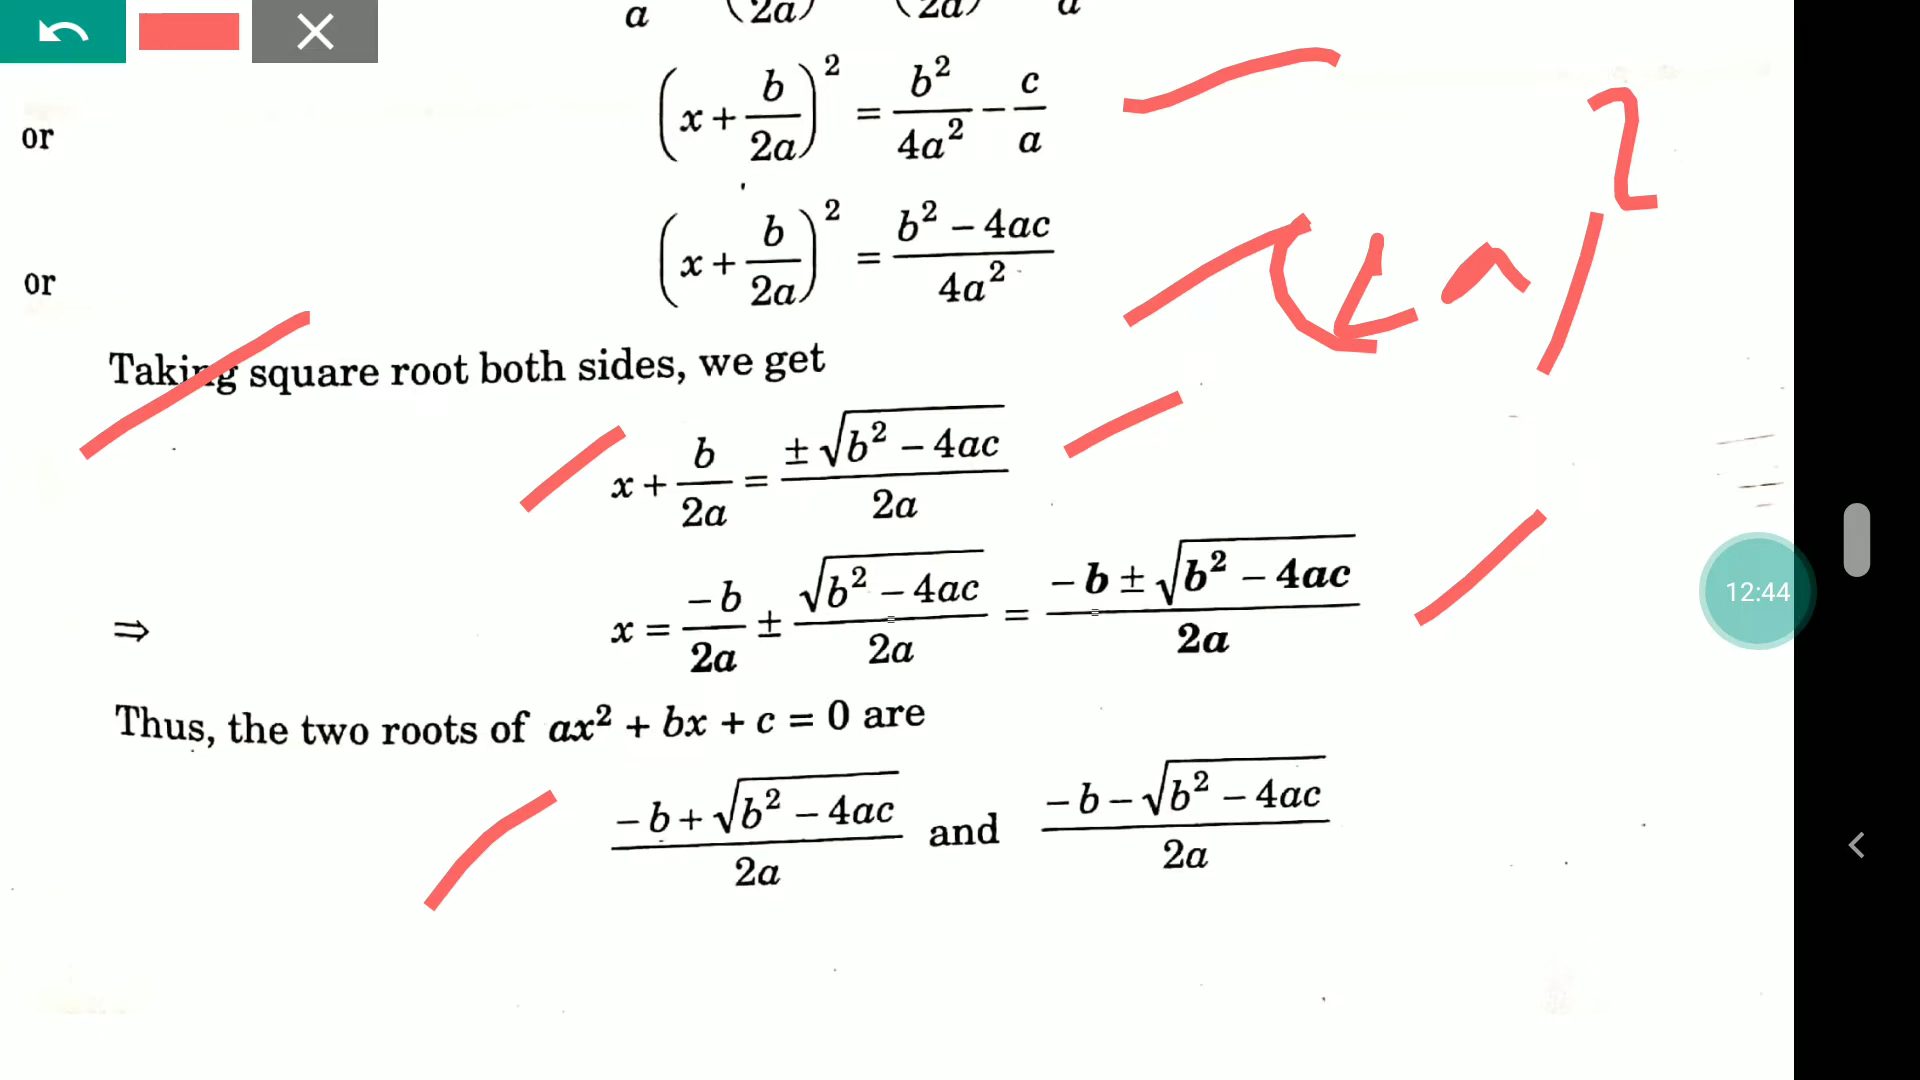 a (2a) (2a) a
or (x + b/2a)² = b²/4a² − c/a
or (x + b/2a)² = b² − 4ac/4a²
Taking square root both sides, we get
x + b/2a = ± √b² − 4ac/2a
⇒ x = −b/2a ± √b² − 4ac/2a = −b ± √b² − 4ac/2a
12:44
Thus, the two roots of ax² + bx + c = 0 are
−b + √b² − 4ac/2a and −b − √b² − 4ac/2a